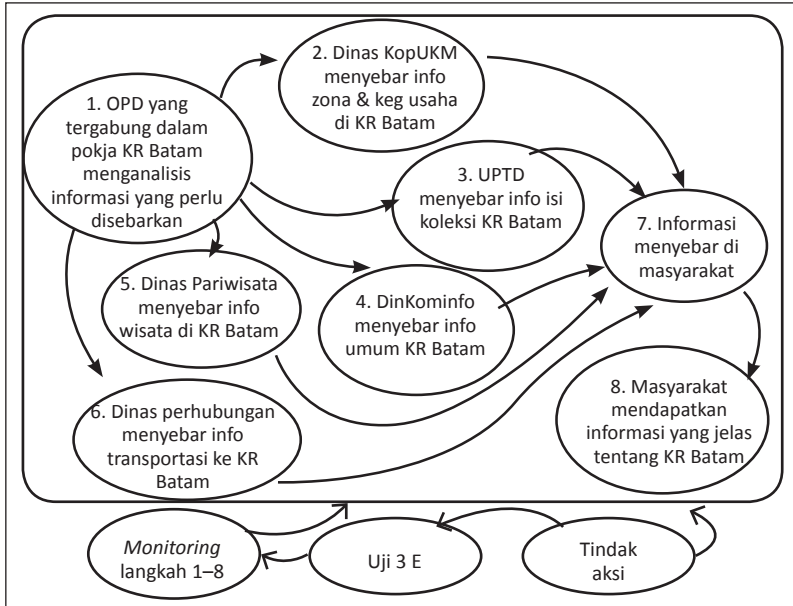 1. OPD yang
tergabung dalam
pokja KR Batam
menganalisis
informasi yang perlu
disebarkan
2. Dinas KopUKM
menyebar info
zona & keg usaha
di KR Batam
3. UPTD
menyebar info isi
koleksi KR Batam
4. DinKominfo
menyebar info
umum KR Batam
5. Dinas Pariwisata
menyebar info
wisata di KR Batam
6. Dinas perhubungan
menyebar info
transportasi ke KR
Batam
7. Informasi
menyebar di
masyarakat
8. Masyarakat
mendapatkan
informasi yang jelas
tentang KR Batam
Monitoring
langkah 1–8
Uji 3 E
Tindak
aksi